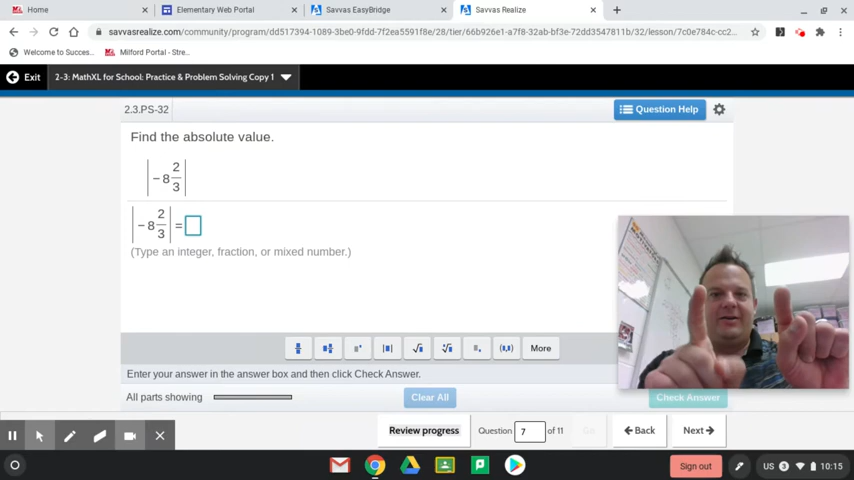 Home
Elementary Web Portal
Savvas EasyBridge
Savvas Realize
savvasrealize.com/community/program/dd517394-1089-3be0-9fdd-7f2ea5591f8e/28/tier/66b926e1-a7f8-32ab-bf3e-72dd3547811b/32/lesson/7c0e784c-cc2...
Welcome to Succes...
Milford Portal - Stre...
Exit
2-3: MathXL for School: Practice & Problem Solving Copy 1
2.3.PS-32
Question Help
Find the absolute value.
|−8 2/3|
|−8 2/3| =
(Type an integer, fraction, or mixed number.)
More
Enter your answer in the answer box and then click Check Answer.
All parts showing
Clear All
Check Answer
Review progress
Question 7 of 11
Back
Next
Sign out
US 3 10:15